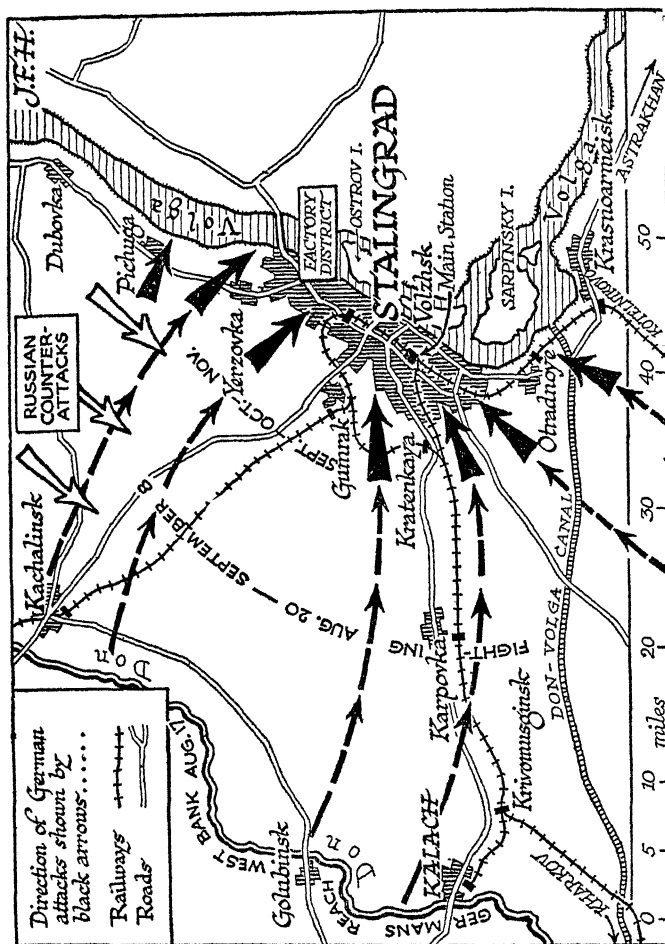 Direction of German
attacks shown by
black arrows......
Railways
Roads
RUSSIAN
COUNTER-
ATTACKS
J.F.H.
Kachalinsk
Dubovka
Pichuga
Volga
Don
WEST BANK AUG. 17
GERMANS
REACH
AUG. 20 — SEPTEMBER 8
SEPT.
OCT.
NOV.
FACTORY
DISTRICT
OSTROV I.
STALINGRAD
Gumrak
Golubinsk
Don
Kratenkaya
Volzhsk
Main Station
SARPINSKY I.
KALACH
Karpovka
FIGHT-
ING
Krivomusginsk
Otradnoye
Volga
Krasnoarmeisk
DON-VOLGA CANAL
KHARKOV
ASTRAKHAN
0 5 10 miles 20 30 40 50